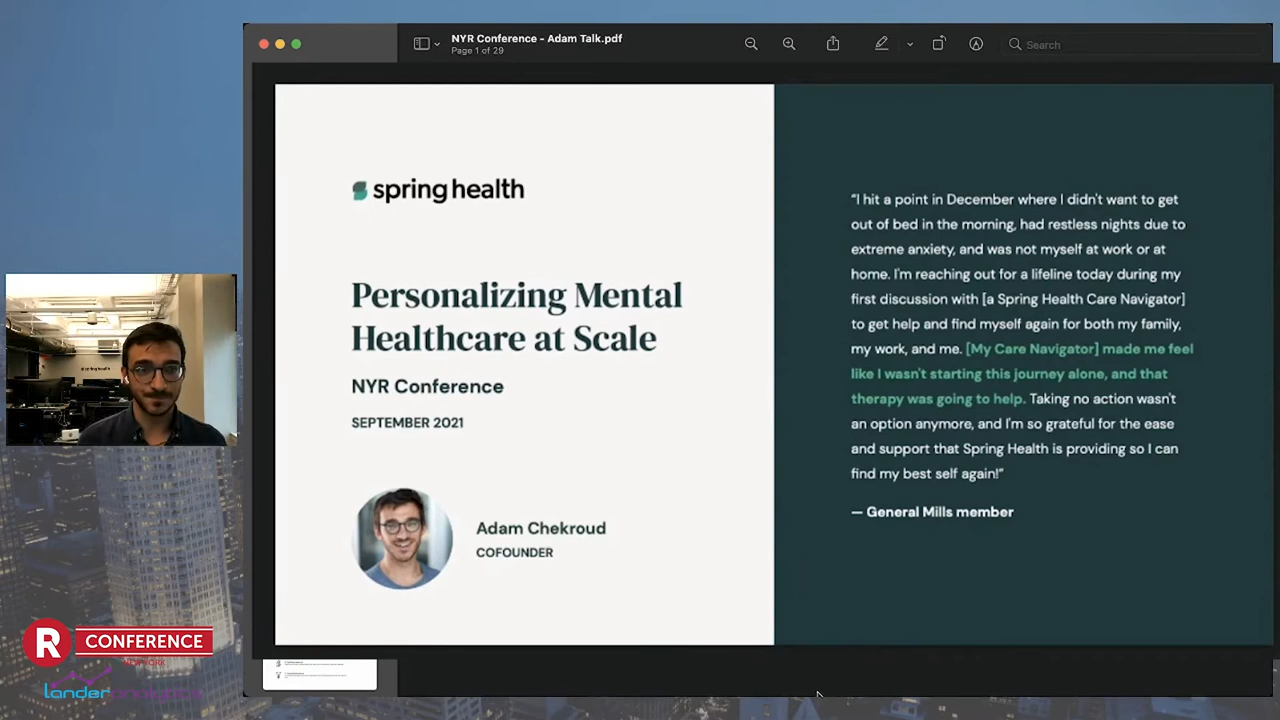 NYR Conference - Adam Talk.pdf
Page 1 of 29
Search
spring health
Personalizing Mental
Healthcare at Scale
NYR Conference
SEPTEMBER 2021
Adam Chekroud
COFOUNDER
“I hit a point in December where I didn't want to get
out of bed in the morning, had restless nights due to
extreme anxiety, and was not myself at work or at
home. I'm reaching out for a lifeline today during my
first discussion with [a Spring Health Care Navigator]
to get help and find myself again for both my family,
my work, and me. [My Care Navigator] made me feel
like I wasn't starting this journey alone, and that
therapy was going to help. Taking no action wasn't
an option anymore, and I'm so grateful for the ease
and support that Spring Health is providing so I can
find my best self again!”
— General Mills member
spring health
R CONFERENCE
NEW YORK
lander analytics